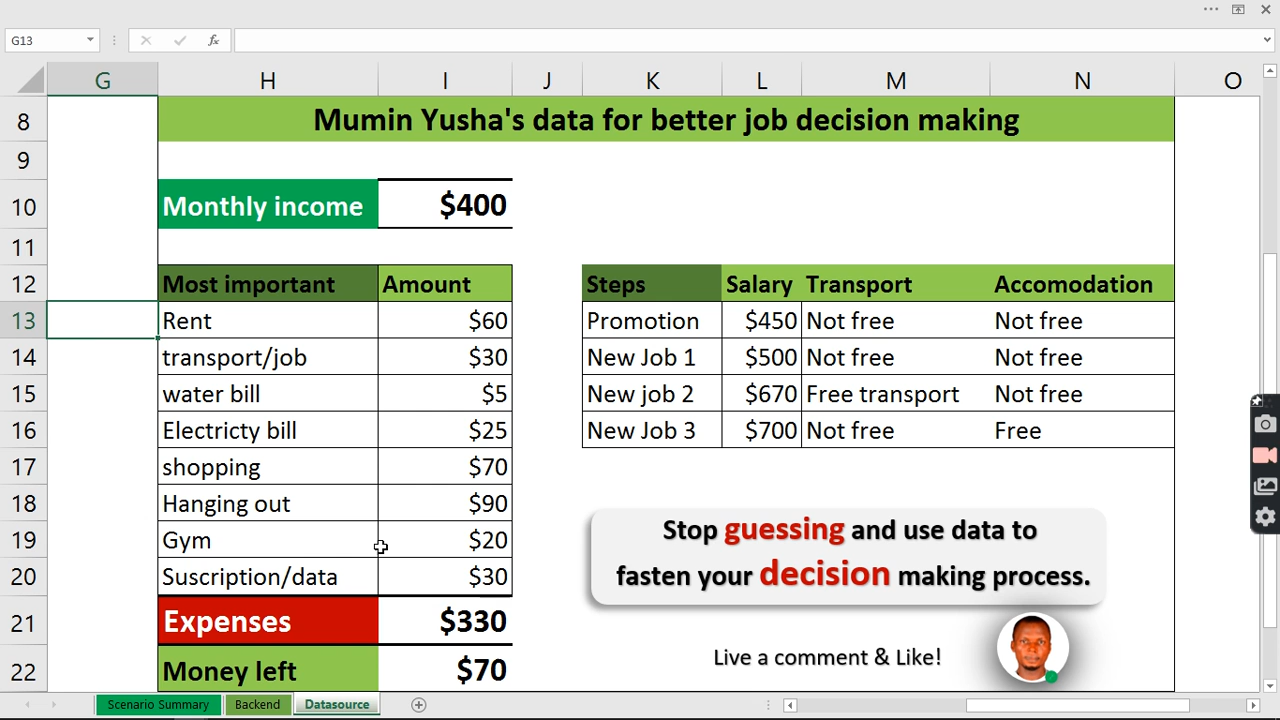 G13
fx
G H I J K L M N O
8 Mumin Yusha's data for better job decision making
9
10 Monthly income $400
11
12 Most important Amount Steps Salary Transport Accomodation
13 Rent $60 Promotion $450 Not free Not free
14 transport/job $30 New Job 1 $500 Not free Not free
15 water bill $5 New job 2 $670 Free transport Not free
16 Electricty bill $25 New Job 3 $700 Not free Free
17 shopping $70
18 Hanging out $90
Stop guessing and use data to
19 Gym $20
20 Suscription/data $30
fasten your decision making process.
21 Expenses $330
Live a comment & Like!
22 Money left $70
Scenario Summary Backend Datasource